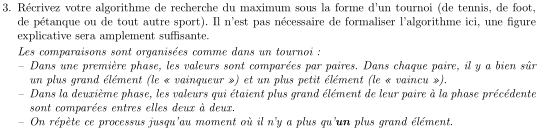 3. Récrivez votre algorithme de recherche du maximum sous la forme d'un tournoi (de tennis, de foot,
de pétanque ou de tout autre sport). Il n'est pas nécessaire de formaliser l'algorithme ici, une figure
explicative sera amplement suffisante.
Les comparaisons sont organisées comme dans un tournoi :
– Dans une première phase, les valeurs sont comparées par paires. Dans chaque paire, il y a bien sûr
un plus grand élément (le « vainqueur ») et un plus petit élément (le « vaincu »).
– Dans la deuxième phase, les valeurs qui étaient plus grand élément de leur paire à la phase précédente
sont comparées entres elles deux à deux.
– On répète ce processus jusqu'au moment où il n'y a plus qu'un plus grand élément.